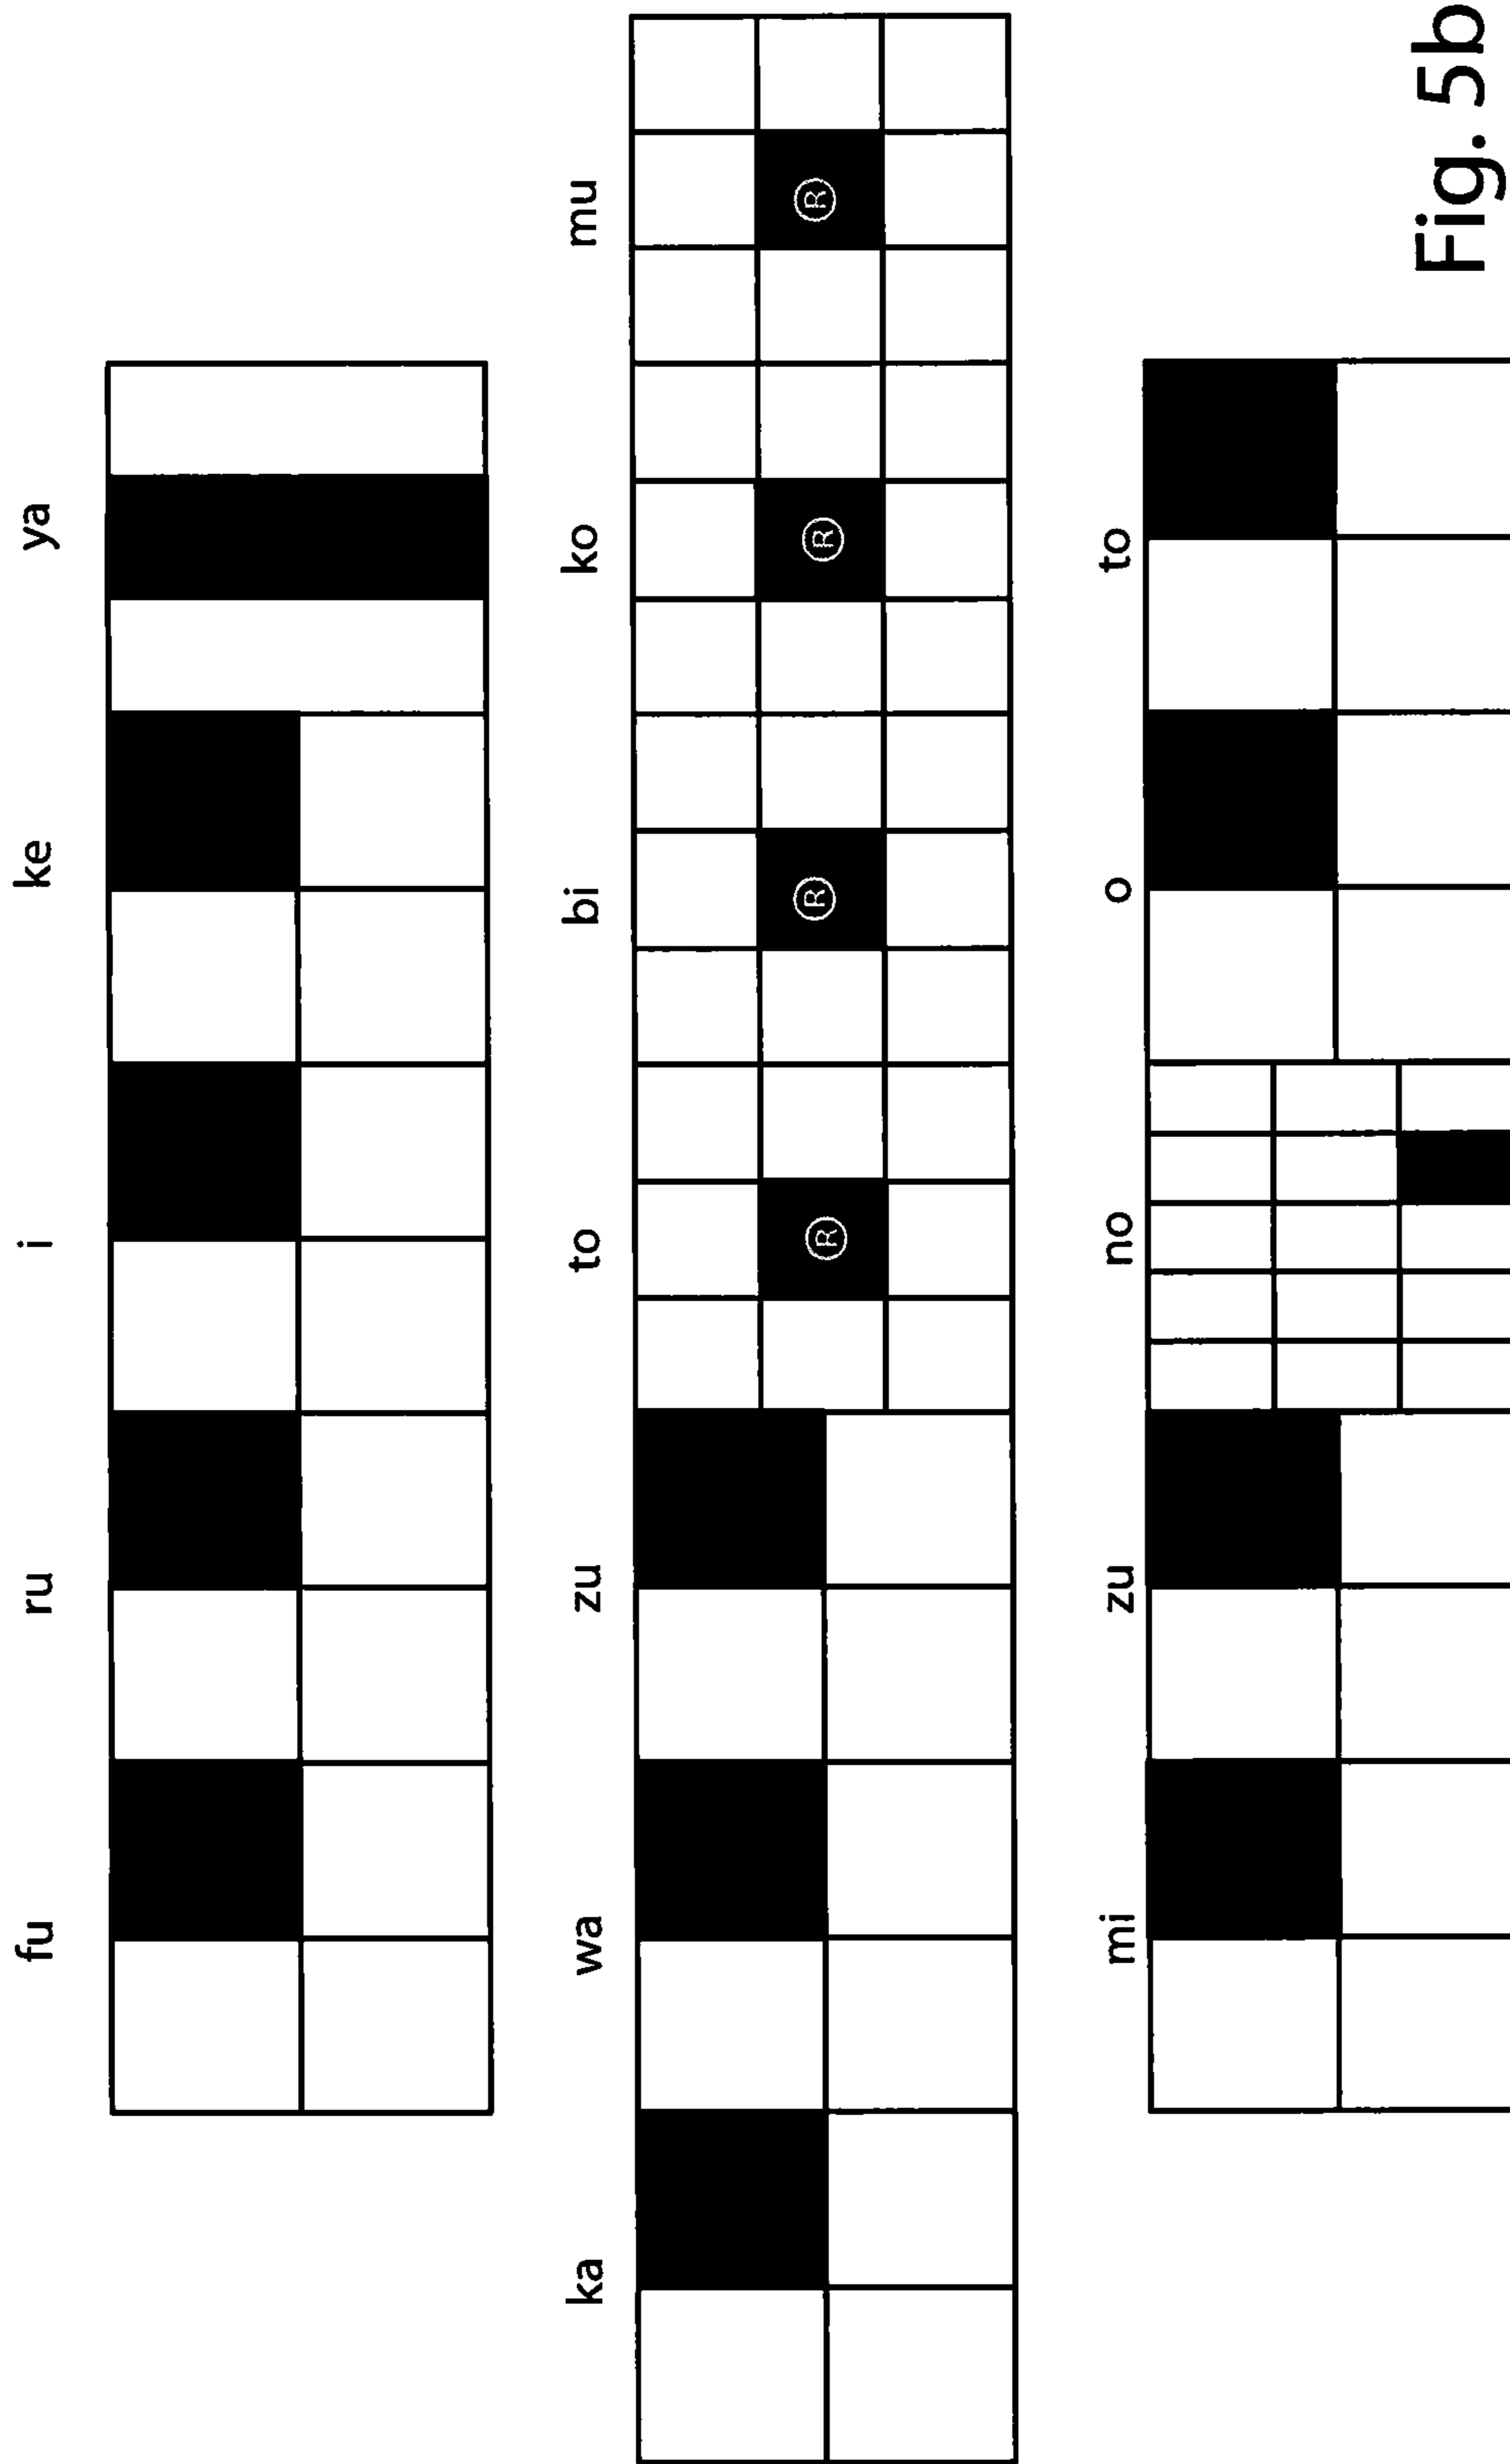 fu ru i ke ya
ka wa zu to bi ko mu
® ® ® ®
mi zu no o to
Fig. 5b